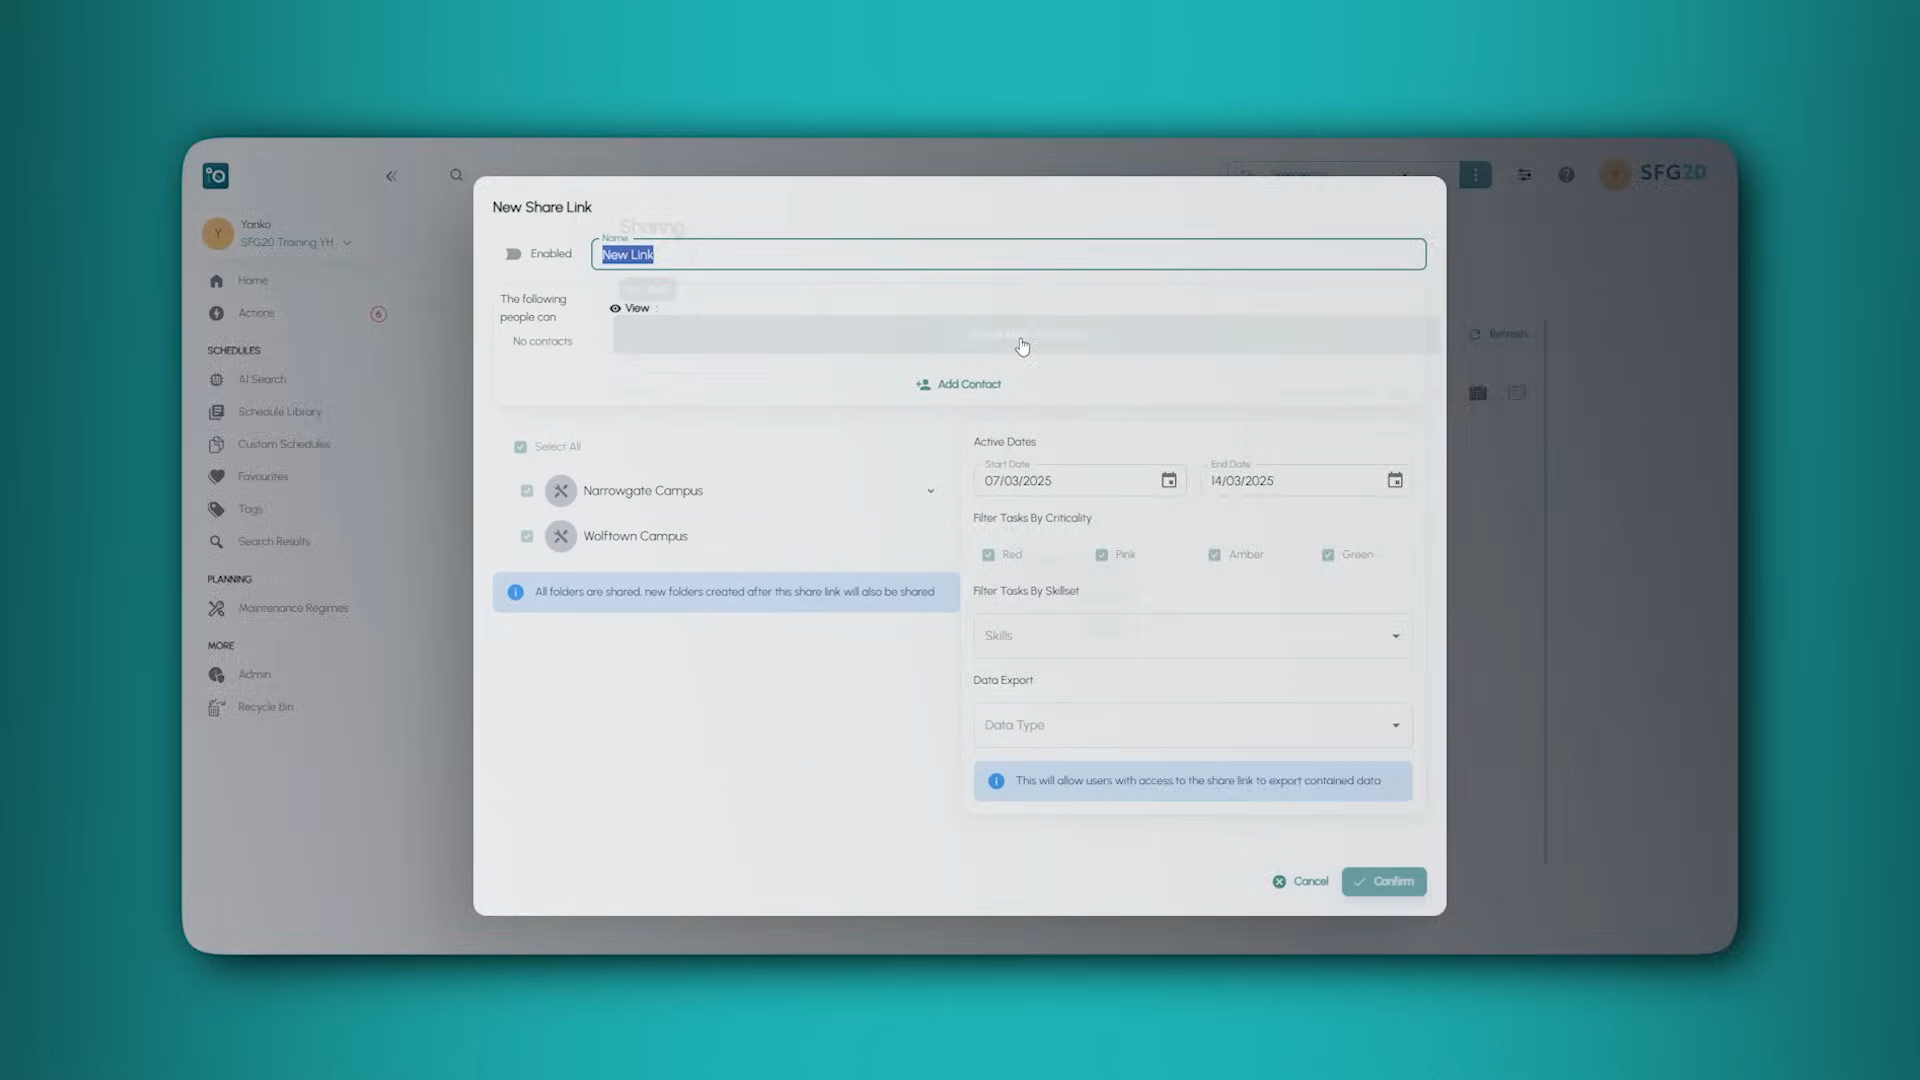 SFG20
Yanko
SFG20 Training YH
Home
Actions
6
SCHEDULES
AI Search
Schedule Library
Custom Schedules
Favourites
Tags
Search Results
PLANNING
Maintenance Regimes
MORE
Admin
Recycle Bin
Sharing
Refresh
New Share Link
Enabled
Name
New Link
The following
people can
View :
No contacts
Add Contact
Select All
Narrowgate Campus
Wolftown Campus
All folders are shared, new folders created after this share link will also be shared
Active Dates
Start Date
07/03/2025
End Date
14/03/2025
Filter Tasks By Criticality
Red
Pink
Amber
Green
Filter Tasks By Skillset
Skills
Data Export
Data Type
This will allow users with access to the share link to export contained data
Cancel
Confirm